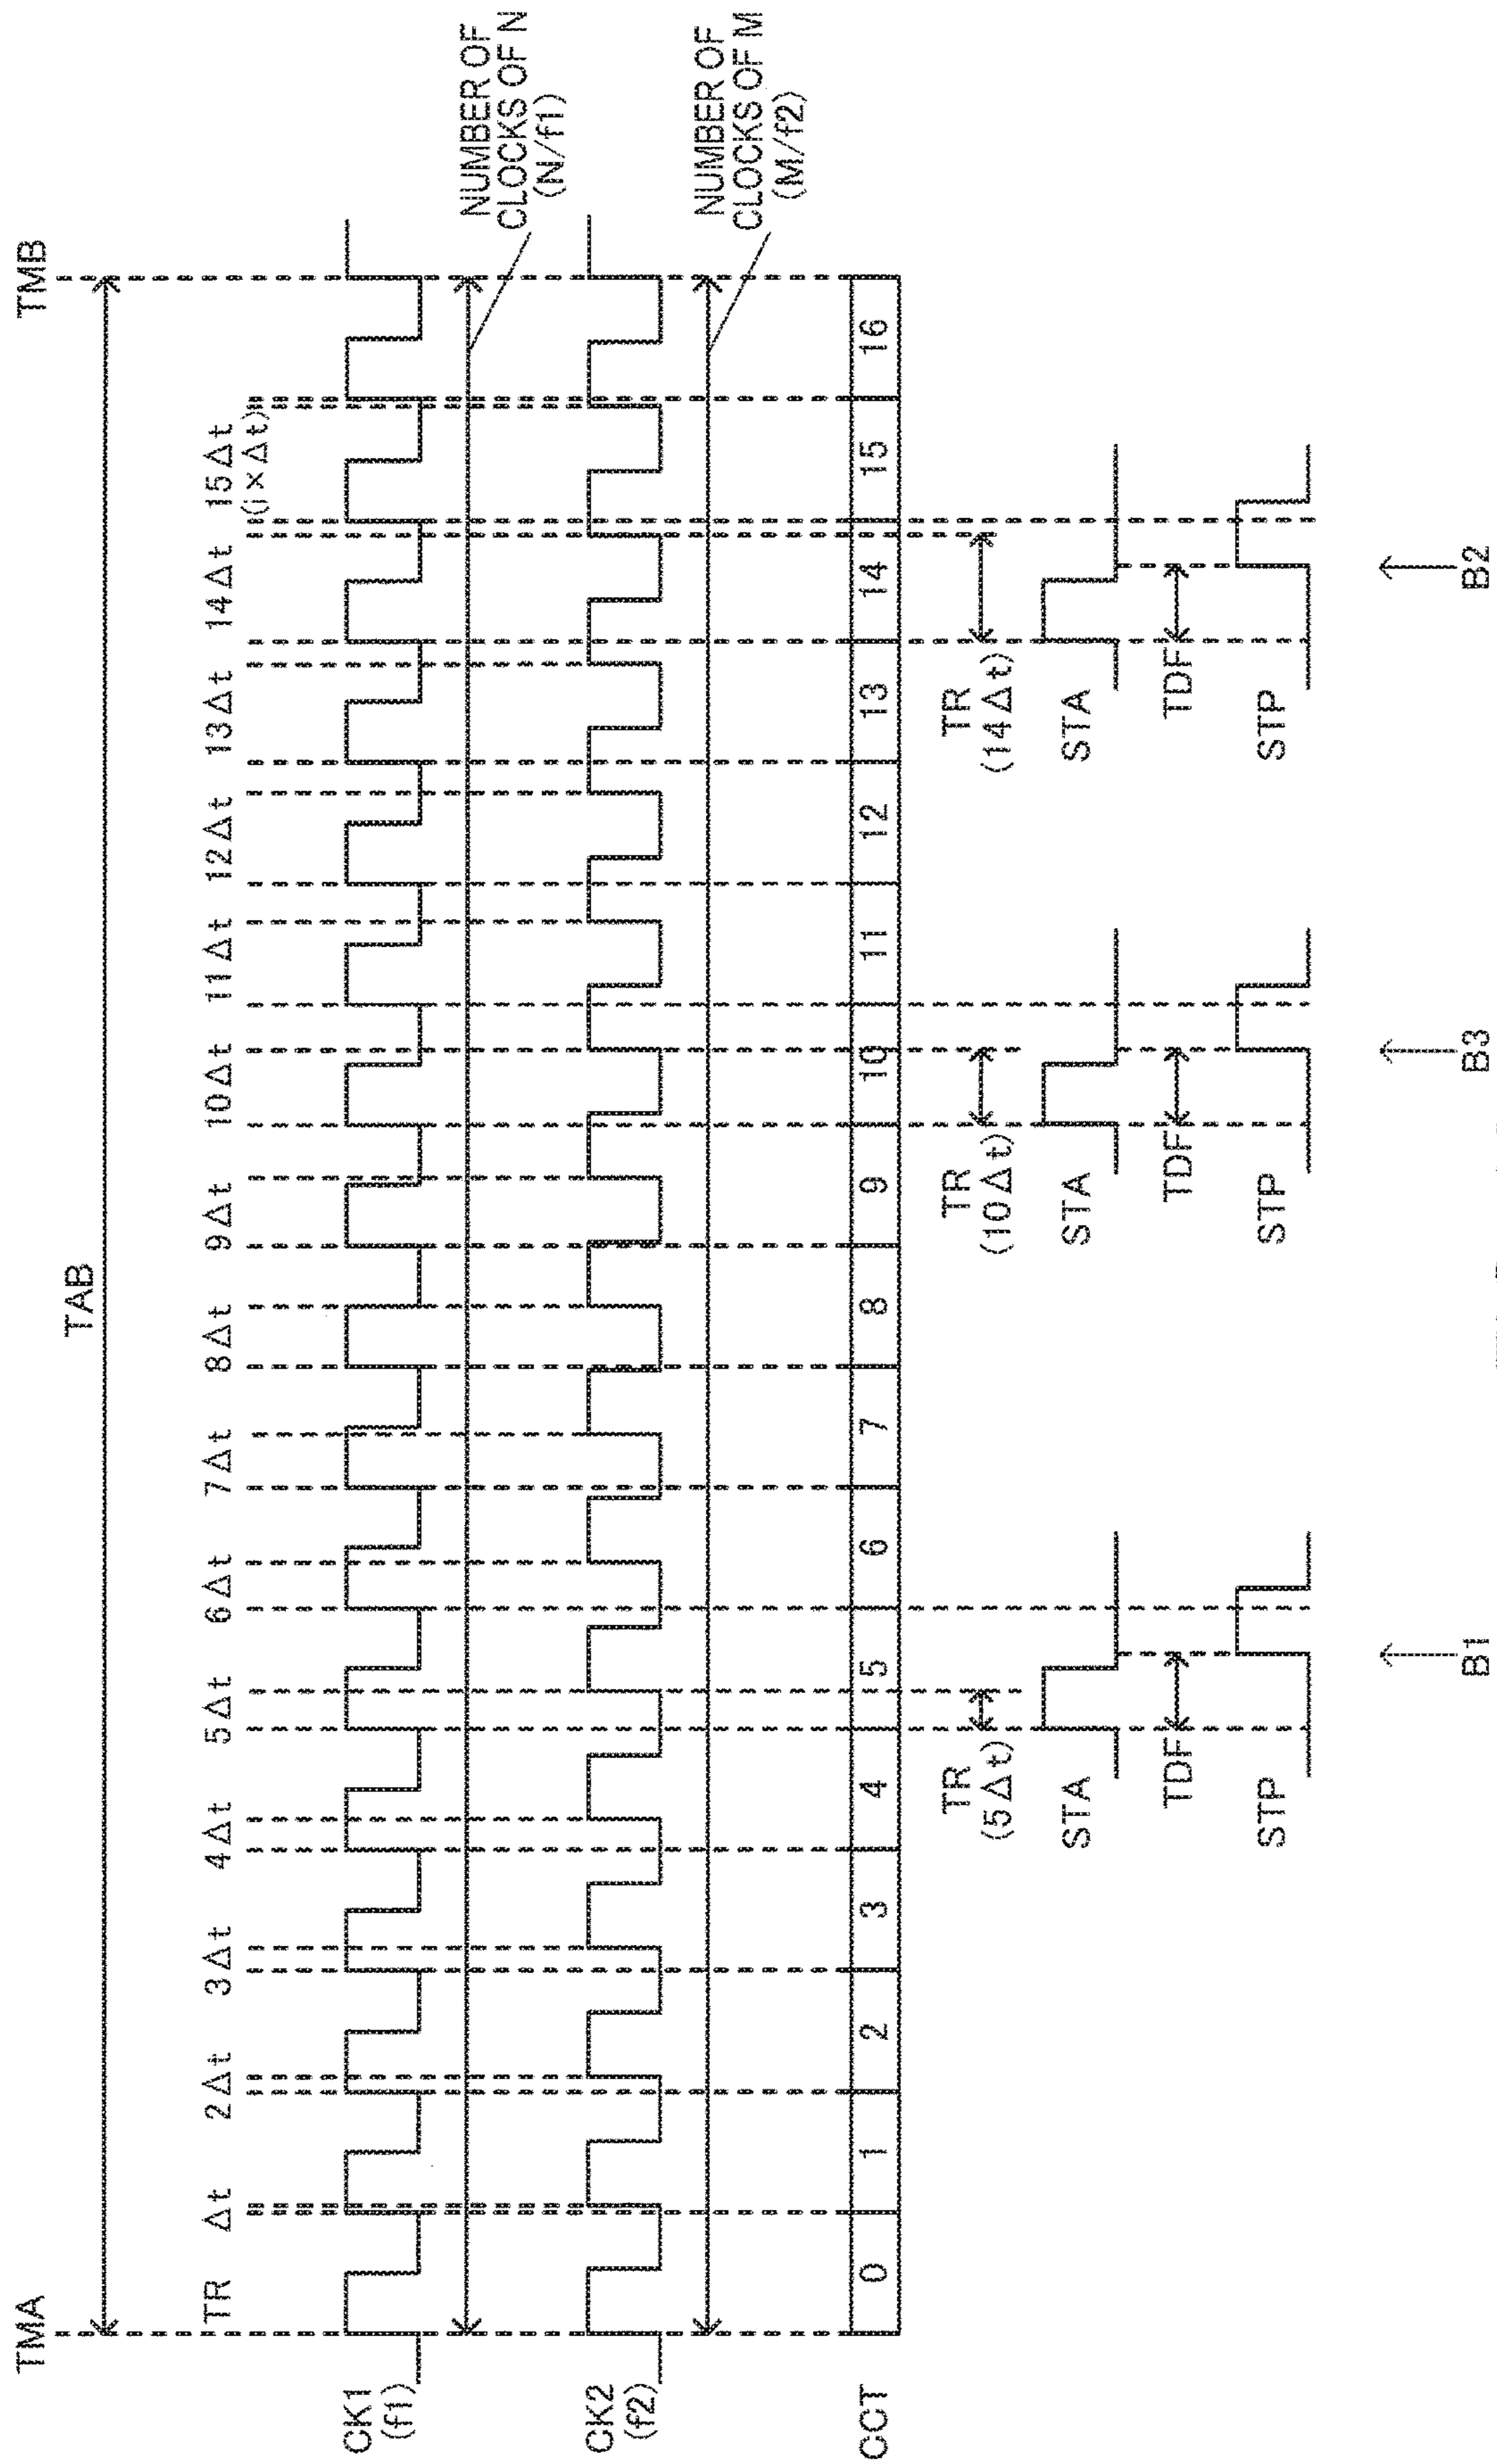 TMA
TAB
TMB
TR
Δt
2Δt
3Δt
4Δt
5Δt
6Δt
7Δt
8Δt
9Δt
10Δt
11Δt
12Δt
13Δt
14Δt
15Δt
(j×Δt)
CK1
(f1)
NUMBER OF
CLOCKS OF N
(N/f1)
CK2
(f2)
NUMBER OF
CLOCKS OF M
(M/f2)
CCT
0
1
2
3
4
5
6
7
8
9
10
11
12
13
14
15
16
TR
(5Δt)
STA
TDF
STP
B1
TR
(10Δt)
STA
TDF
STP
B3
TR
(14Δt)
STA
TDF
STP
B2